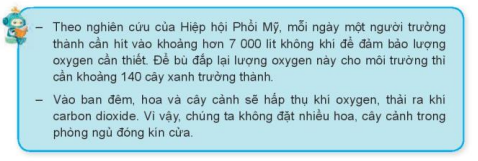 – Theo nghiên cứu của Hiệp hội Phổi Mỹ, mỗi ngày một người trưởng
thành cần hít vào khoảng hơn 7 000 lít không khí để đảm bảo lượng
oxygen cần thiết. Để bù đắp lại lượng oxygen này cho môi trường thì
cần khoảng 140 cây xanh trưởng thành.
– Vào ban đêm, hoa và cây cảnh sẽ hấp thụ khí oxygen, thải ra khí
carbon dioxide. Vì vậy, chúng ta không đặt nhiều hoa, cây cảnh trong
phòng ngủ đóng kín cửa.